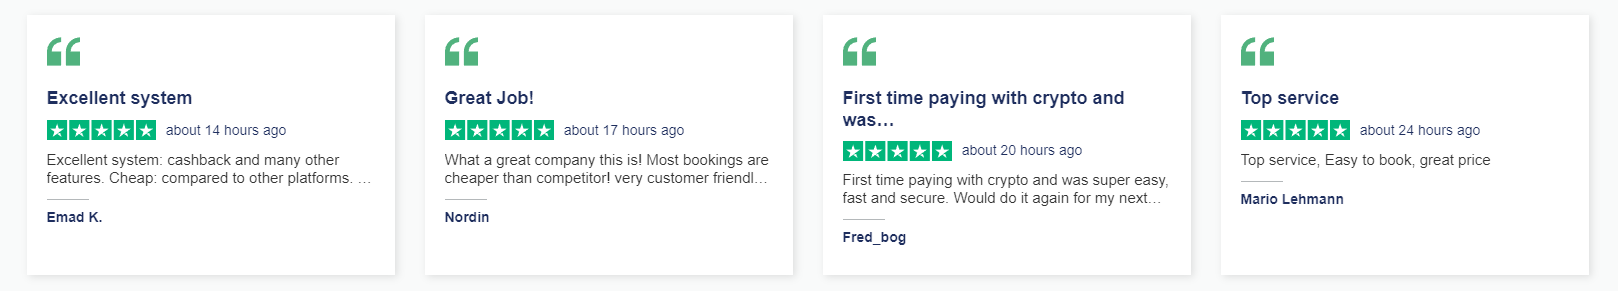 Excellent system
about 14 hours ago
Excellent system: cashback and many other
features. Cheap: compared to other platforms. …
Emad K.
Great Job!
about 17 hours ago
What a great company this is! Most bookings are
cheaper than competitor! very customer friendl…
Nordin
First time paying with crypto and
was…
about 20 hours ago
First time paying with crypto and was super easy,
fast and secure. Would do it again for my next…
Fred_bog
Top service
about 24 hours ago
Top service, Easy to book, great price
Mario Lehmann